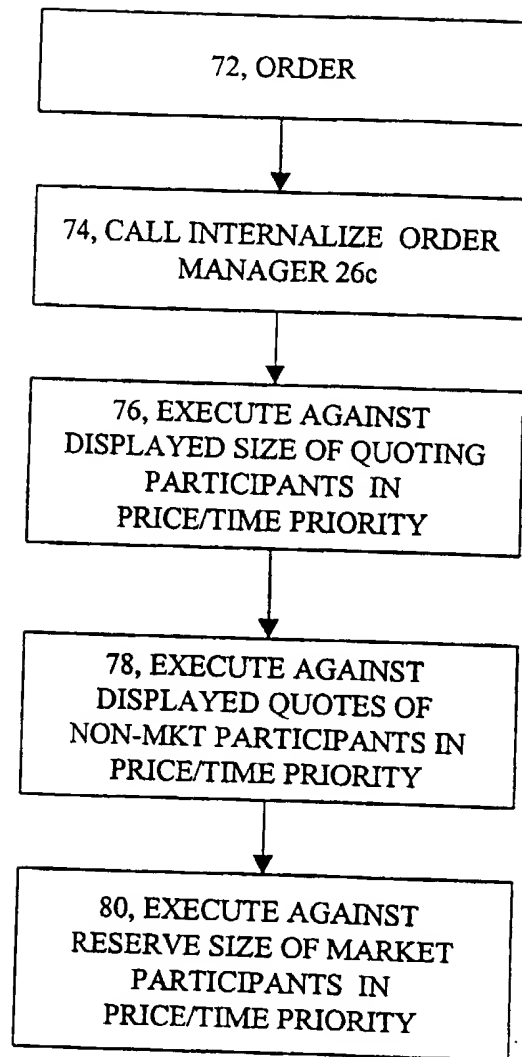 72, ORDER
74, CALL INTERNALIZE ORDER
MANAGER 26c
76, EXECUTE AGAINST
DISPLAYED SIZE OF QUOTING
PARTICIPANTS IN
PRICE/TIME PRIORITY
78, EXECUTE AGAINST
DISPLAYED QUOTES OF
NON-MKT PARTICIPANTS IN
PRICE/TIME PRIORITY
80, EXECUTE AGAINST
RESERVE SIZE OF MARKET
PARTICIPANTS IN
PRICE/TIME PRIORITY